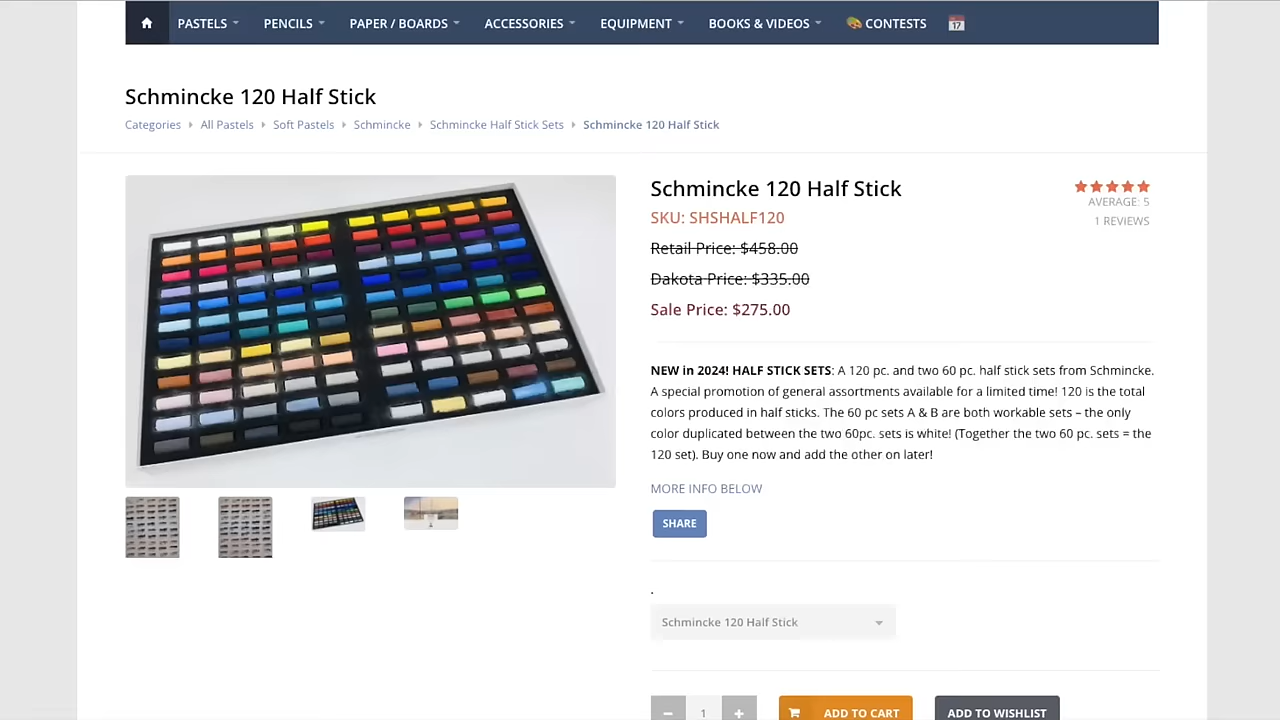 PASTELS
PENCILS
PAPER / BOARDS
ACCESSORIES
EQUIPMENT
BOOKS & VIDEOS
CONTESTS
17
Schmincke 120 Half Stick
Categories
All Pastels
Soft Pastels
Schmincke
Schmincke Half Stick Sets
Schmincke 120 Half Stick
Schmincke 120 Half Stick
AVERAGE: 5
1 REVIEWS
SKU: SHSHALF120
Retail Price: $458.00
Dakota Price: $335.00
Sale Price: $275.00
NEW in 2024! HALF STICK SETS: A 120 pc. and two 60 pc. half stick sets from Schmincke.
A special promotion of general assortments available for a limited time! 120 is the total
colors produced in half sticks. The 60 pc sets A & B are both workable sets – the only
color duplicated between the two 60pc. sets is white! (Together the two 60 pc. sets = the
120 set). Buy one now and add the other on later!
MORE INFO BELOW
SHARE
.
Schmincke 120 Half Stick
− 1 +
ADD TO CART
ADD TO WISHLIST